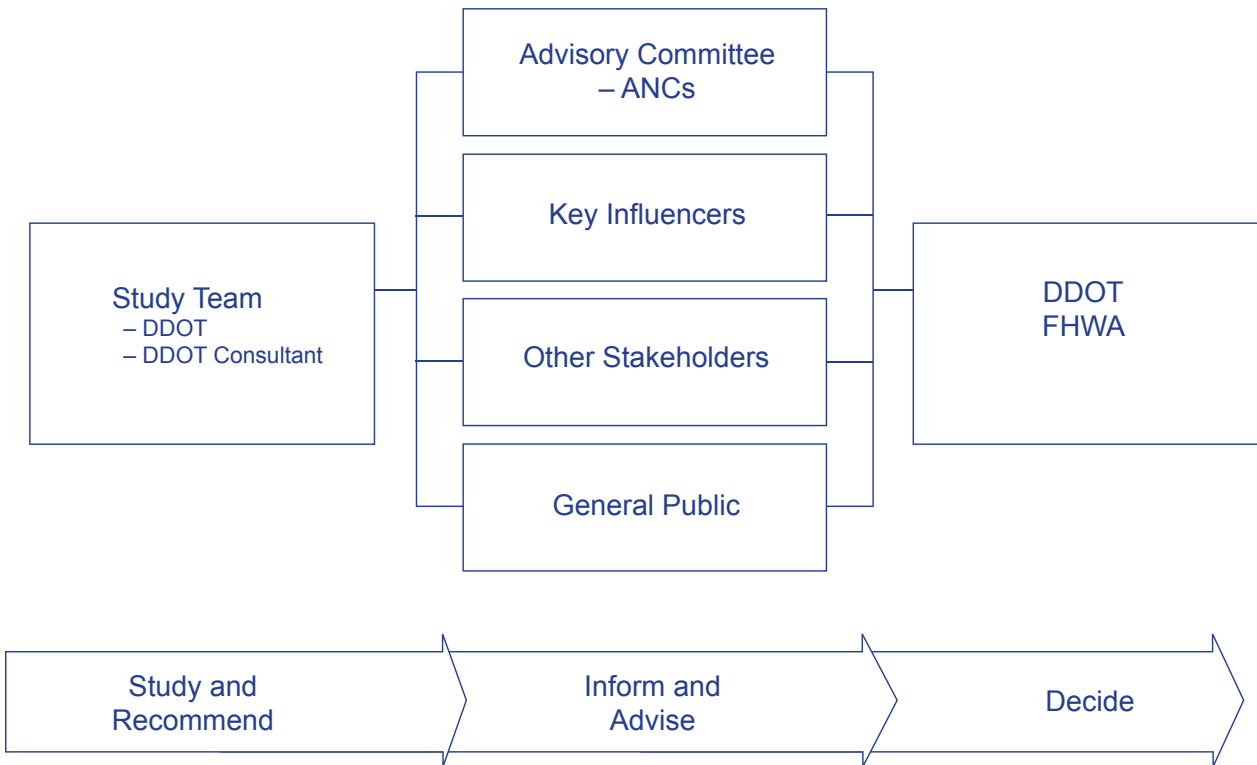 Advisory Committee
– ANCs
Key Influencers
Study Team
– DDOT
– DDOT Consultant
Other Stakeholders
General Public
DDOT
FHWA
Study and
Recommend
Inform and
Advise
Decide